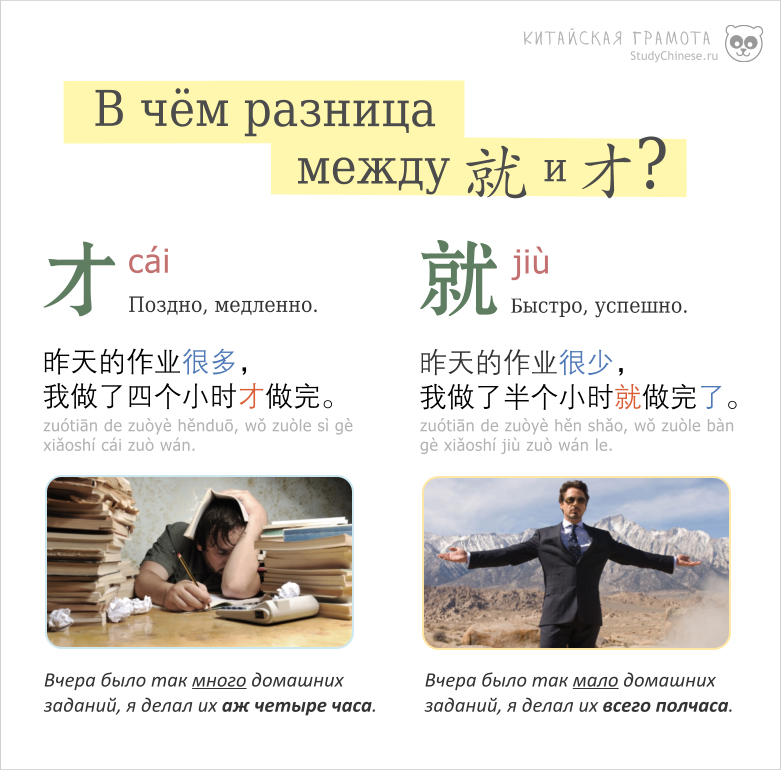 КИТАЙСКАЯ ГРАМОТА
StudyChinese.ru
В чём разница
между 就 и 才?
才 cái
Поздно, медленно.
昨天的作业很多，
我做了四个小时才做完。
zuótiān de zuòyè hěnduō, wǒ zuòle sì gè
xiǎoshí cái zuò wán.
Вчера было так много домашних
заданий, я делал их аж четыре часа.
就 jiù
Быстро, успешно.
昨天的作业很少，
我做了半个小时就做完了。
zuótiān de zuòyè hěn shǎo, wǒ zuòle bàn
gè xiǎoshí jiù zuò wán le.
Вчера было так мало домашних
заданий, я делал их всего полчаса.